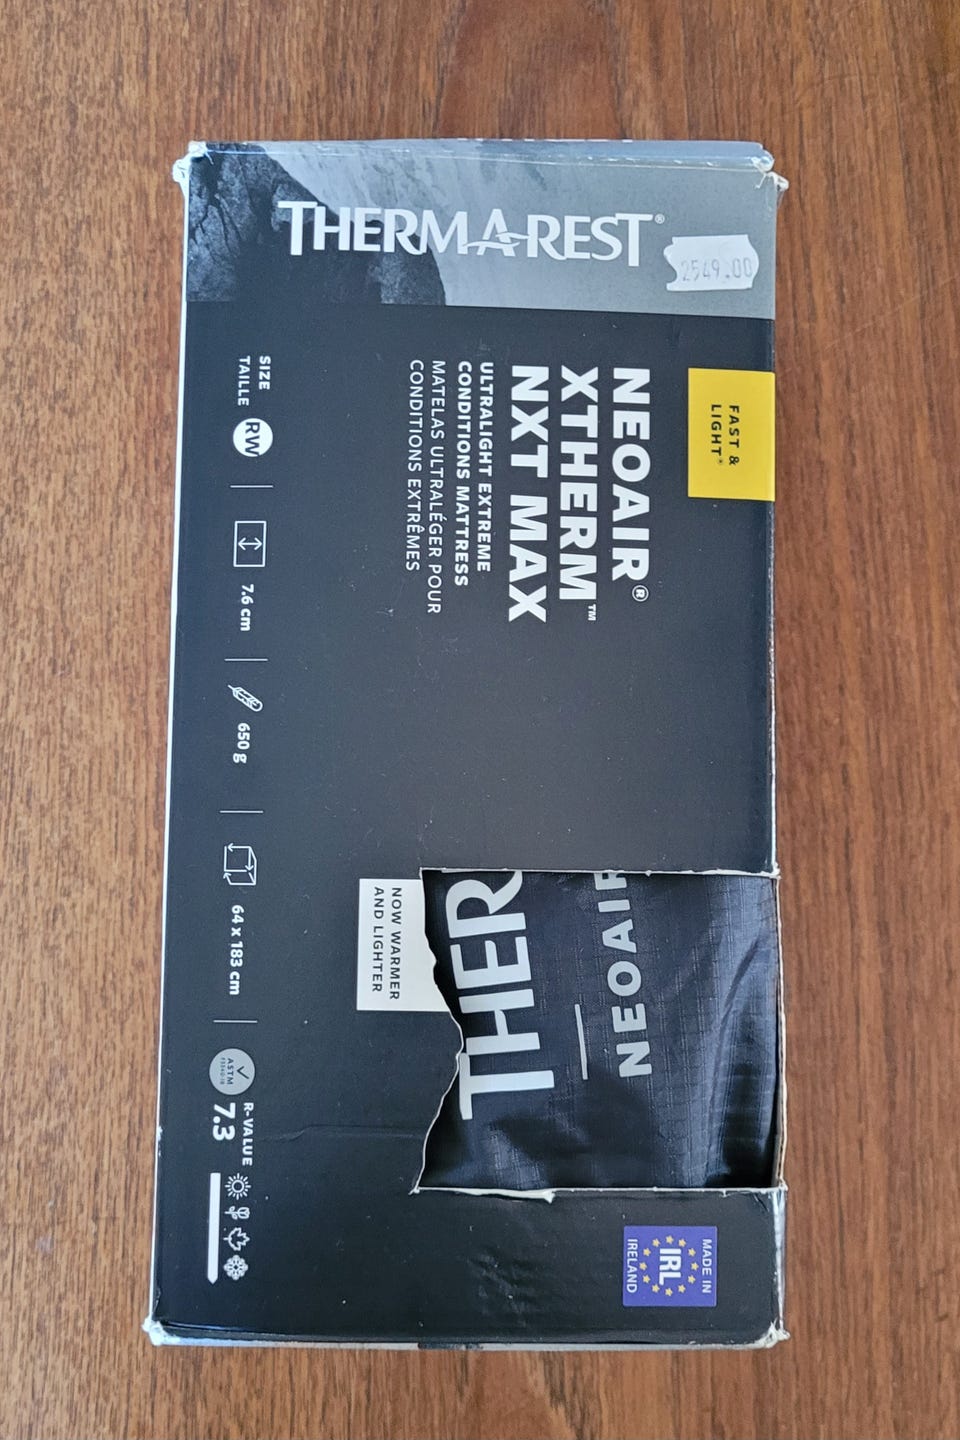 THERMAREST®
2549.00
FAST &
LIGHT®
NEOAIR®
XTHERM™
NXT MAX
ULTRALIGHT EXTREME
CONDITIONS MATTRESS
MATELAS ULTRALÉGER POUR
CONDITIONS EXTRÊMES
SIZE
TAILLE
RW
7.6 cm
650 g
64 x 183 cm
ASTM
R-VALUE
7.3
NOW WARMER
AND LIGHTER
THER
NEOAIR
MADE IN
IRL
IRELAND